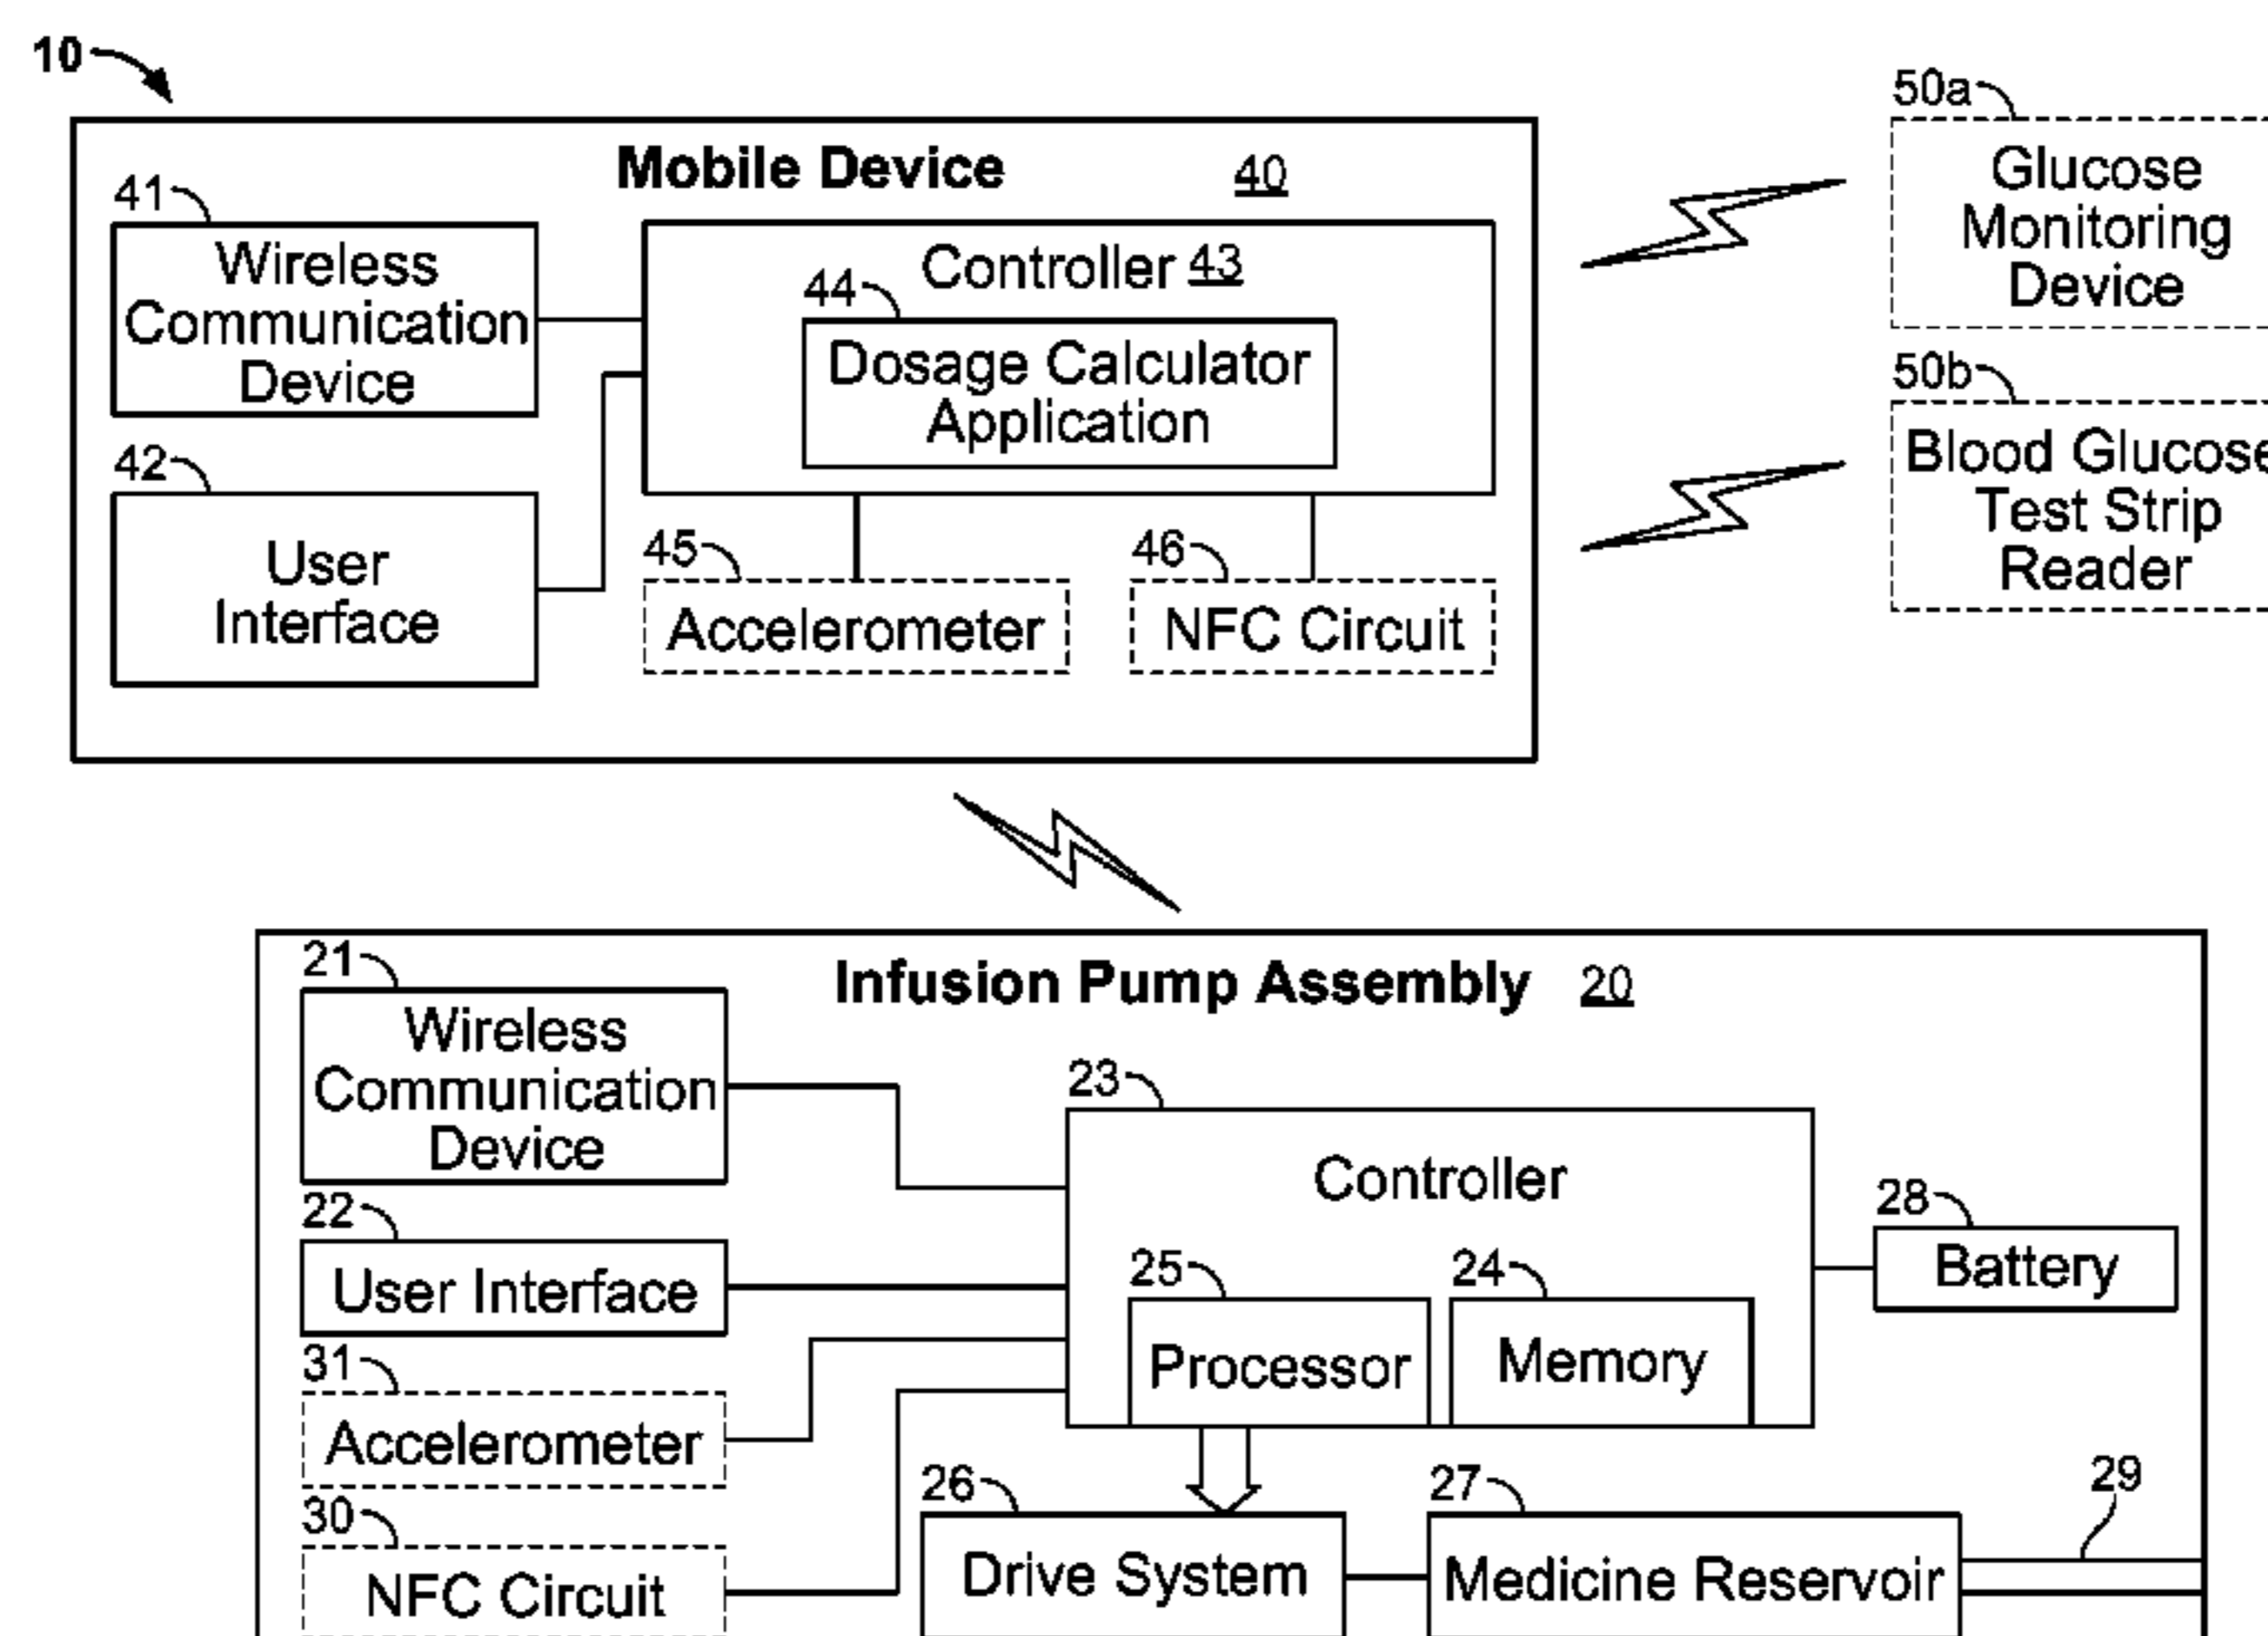 10
Mobile Device 40
41
Wireless
Communication
Device
42
User
Interface
Controller 43
44
Dosage Calculator
Application
45
Accelerometer
46
NFC Circuit
50a
Glucose
Monitoring
Device
50b
Blood Glucose
Test Strip
Reader
Infusion Pump Assembly 20
21
Wireless
Communication
Device
22
User Interface
31
Accelerometer
30
NFC Circuit
23
Controller
25
Processor
24
Memory
28
Battery
26
Drive System
27
Medicine Reservoir
29